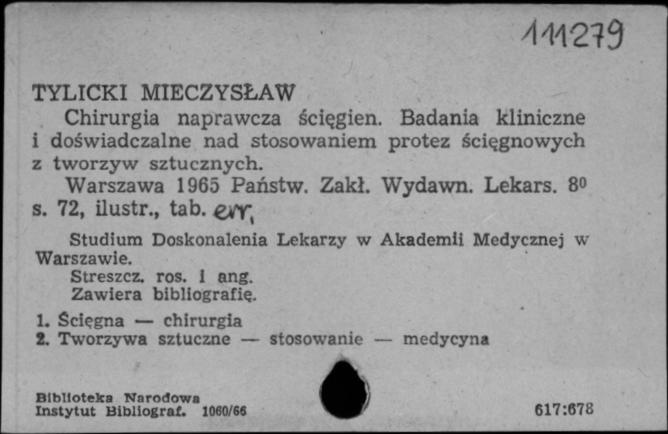 111279
TYLICKI MIECZYSŁAW
Chirurgia naprawcza ścięgien. Badania kliniczne
i doświadczalne nad stosowaniem protez ścięgnowych
z tworzyw sztucznych.
Warszawa 1965 Państw. Zakł. Wydawn. Lekars. 8⁰
s. 72, ilustr., tab. err,
Studium Doskonalenia Lekarzy w Akademii Medycznej w
Warszawie.
Streszcz. ros. i ang.
Zawiera bibliografię.
1. Ścięgna — chirurgia
2. Tworzywa sztuczne — stosowanie — medycyna
Biblioteka Narodowa
Instytut Bibliograf. 1060/66
617:678